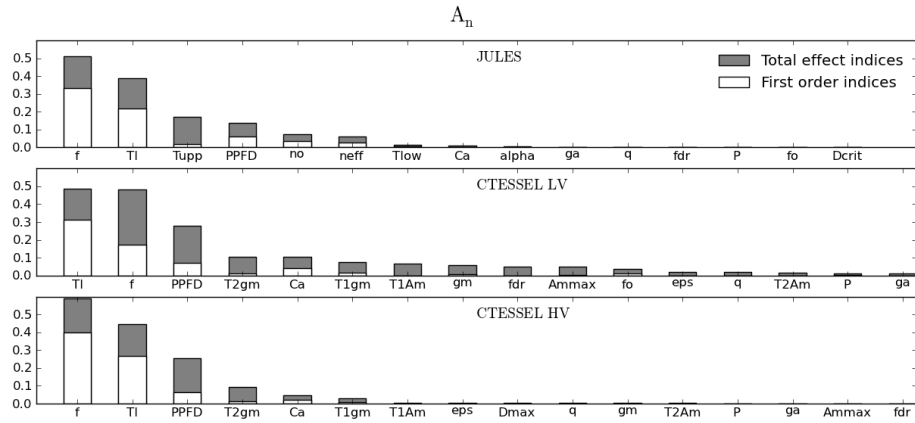 Aₙ
JULES
Total effect indices
First order indices
0.5
0.4
0.3
0.2
0.1
0.0
f Tl Tupp PPFD no neff Tlow Ca alpha ga q fdr P fo Dcrit
CTESSEL LV
0.5
0.4
0.3
0.2
0.1
0.0
Tl f PPFD T2gm Ca T1gm T1Am gm fdr Ammax fo eps q T2Am P ga
CTESSEL HV
0.5
0.4
0.3
0.2
0.1
0.0
f Tl PPFD T2gm Ca T1gm T1Am eps Dmax q gm T2Am P ga Ammax fdr